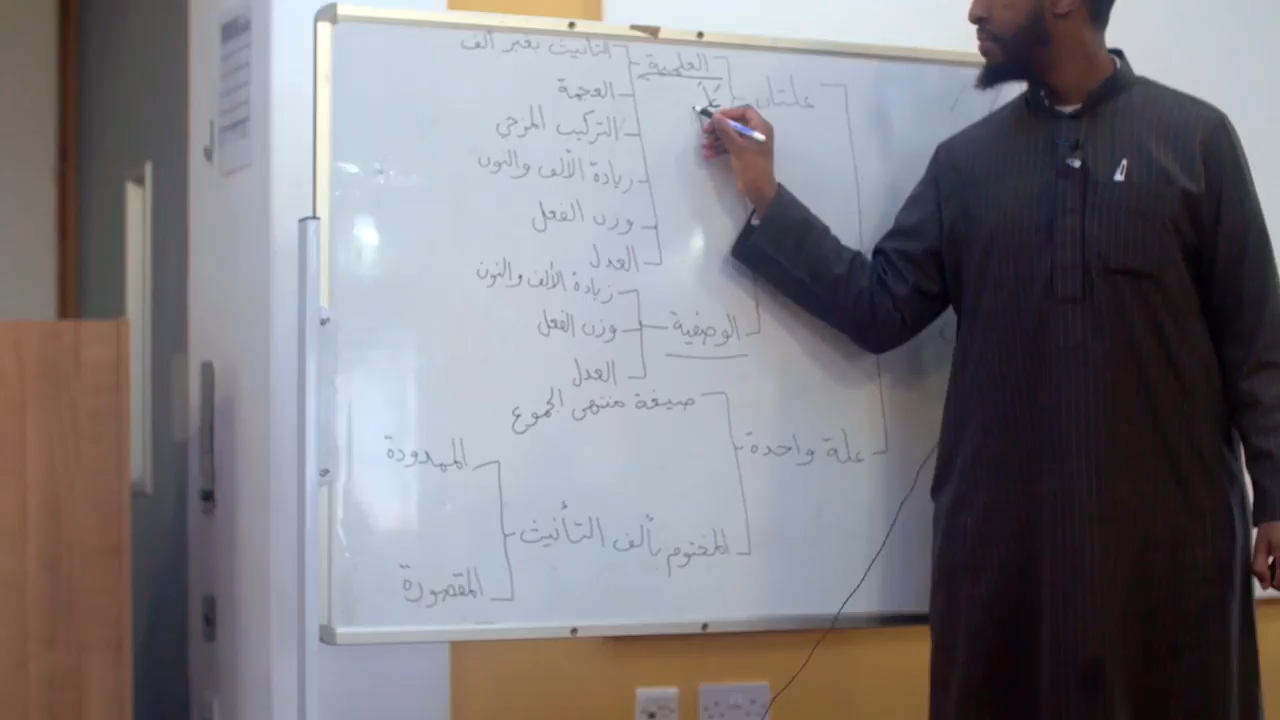 علتان
العلمية
عَلَ
التأنيث بغير ألف
العجمة
التركيب المزجي
زيادة الألف والنون
وزن الفعل
العدل
الوصفية
زيادة الألف والنون
وزن الفعل
العدل
علة واحدة
صيغة منتهى الجموع
المختوم بألف التأنيث
الممدودة
المقصورة